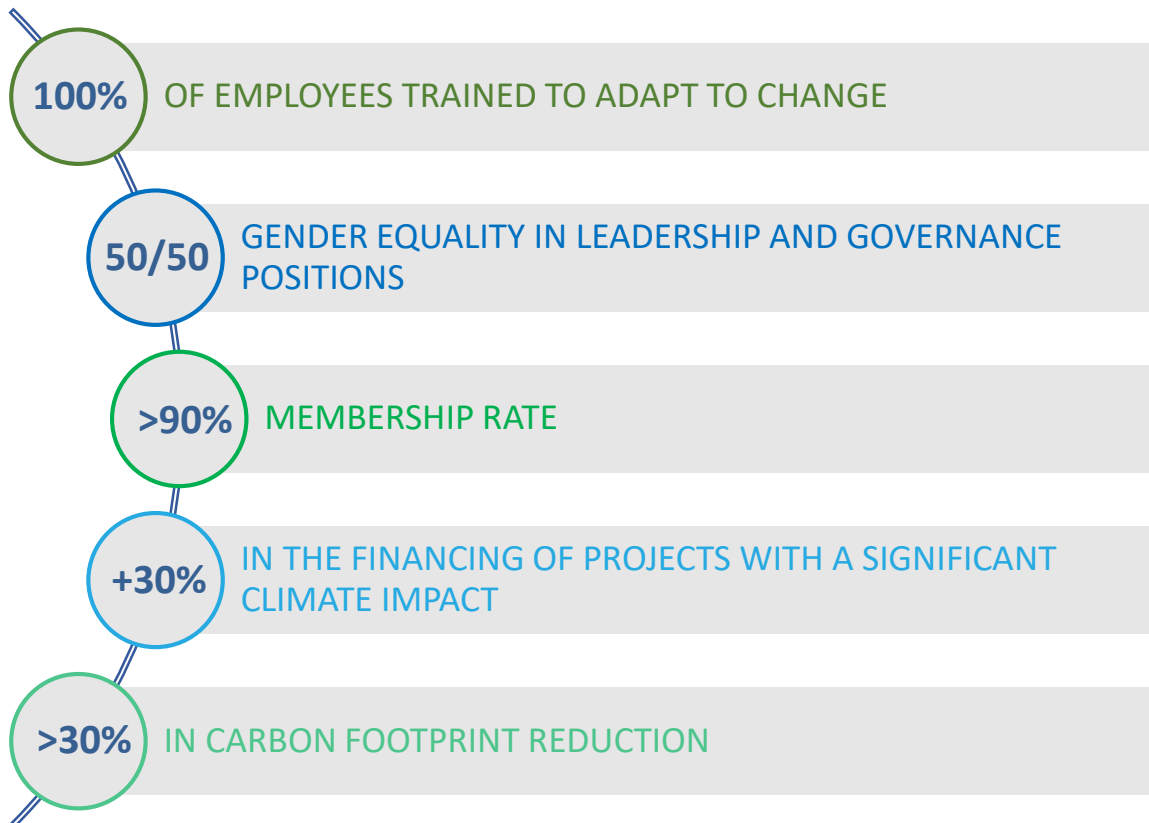 100% OF EMPLOYEES TRAINED TO ADAPT TO CHANGE
50/50 GENDER EQUALITY IN LEADERSHIP AND GOVERNANCE
POSITIONS
>90% MEMBERSHIP RATE
+30% IN THE FINANCING OF PROJECTS WITH A SIGNIFICANT
CLIMATE IMPACT
>30% IN CARBON FOOTPRINT REDUCTION